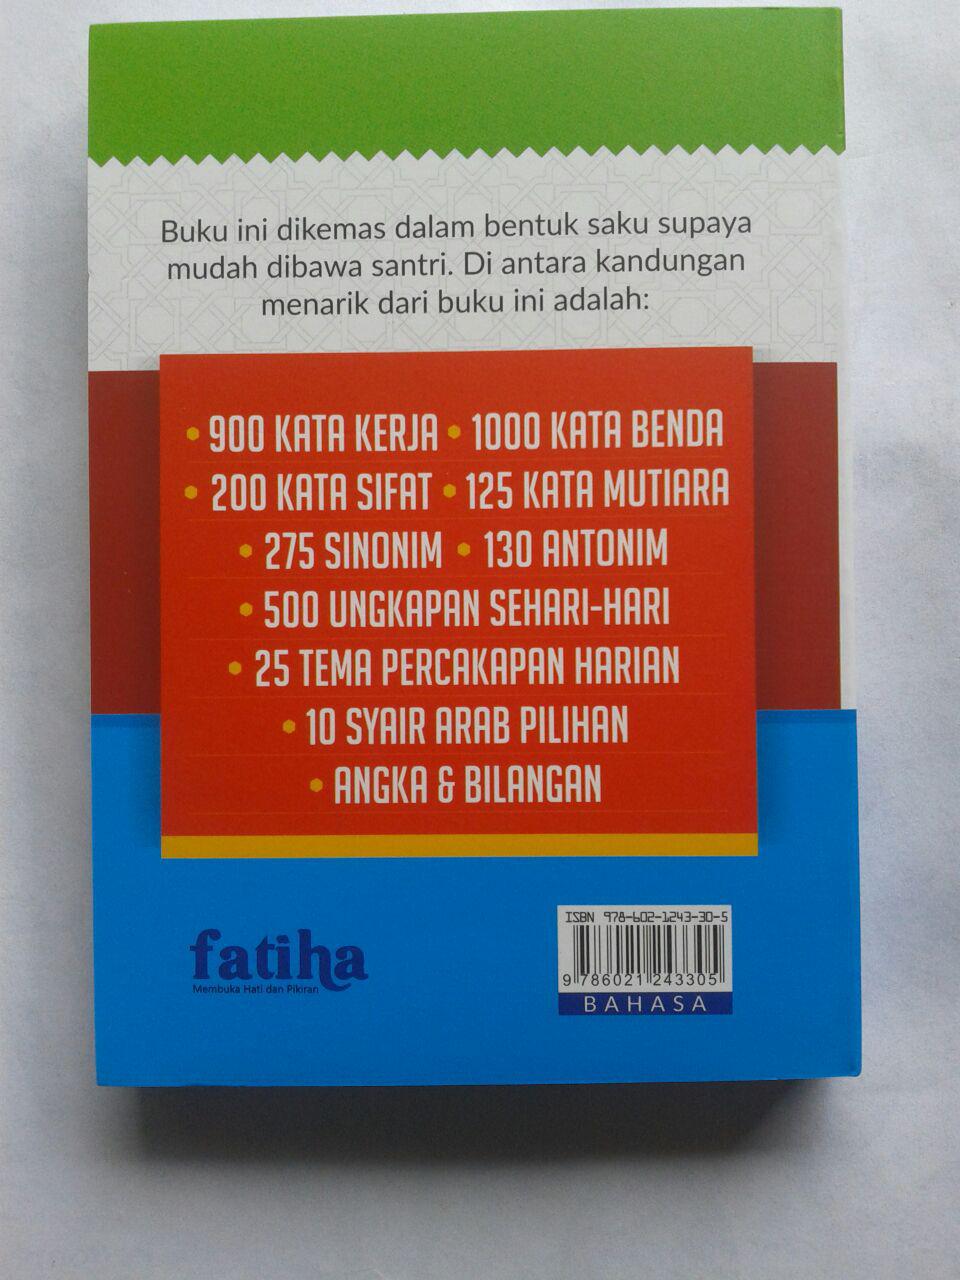 Buku ini dikemas dalam bentuk saku supaya
mudah dibawa santri. Di antara kandungan
menarik dari buku ini adalah:
• 900 KATA KERJA • 1000 KATA BENDA
• 200 KATA SIFAT • 125 KATA MUTIARA
• 275 SINONIM • 130 ANTONIM
• 500 UNGKAPAN SEHARI-HARI
• 25 TEMA PERCAKAPAN HARIAN
• 10 SYAIR ARAB PILIHAN
• ANGKA & BILANGAN
fatiha
Membuka Hati dan Pikiran
ISBN 978-602-1243-30-5
9 786021 243305
BAHASA